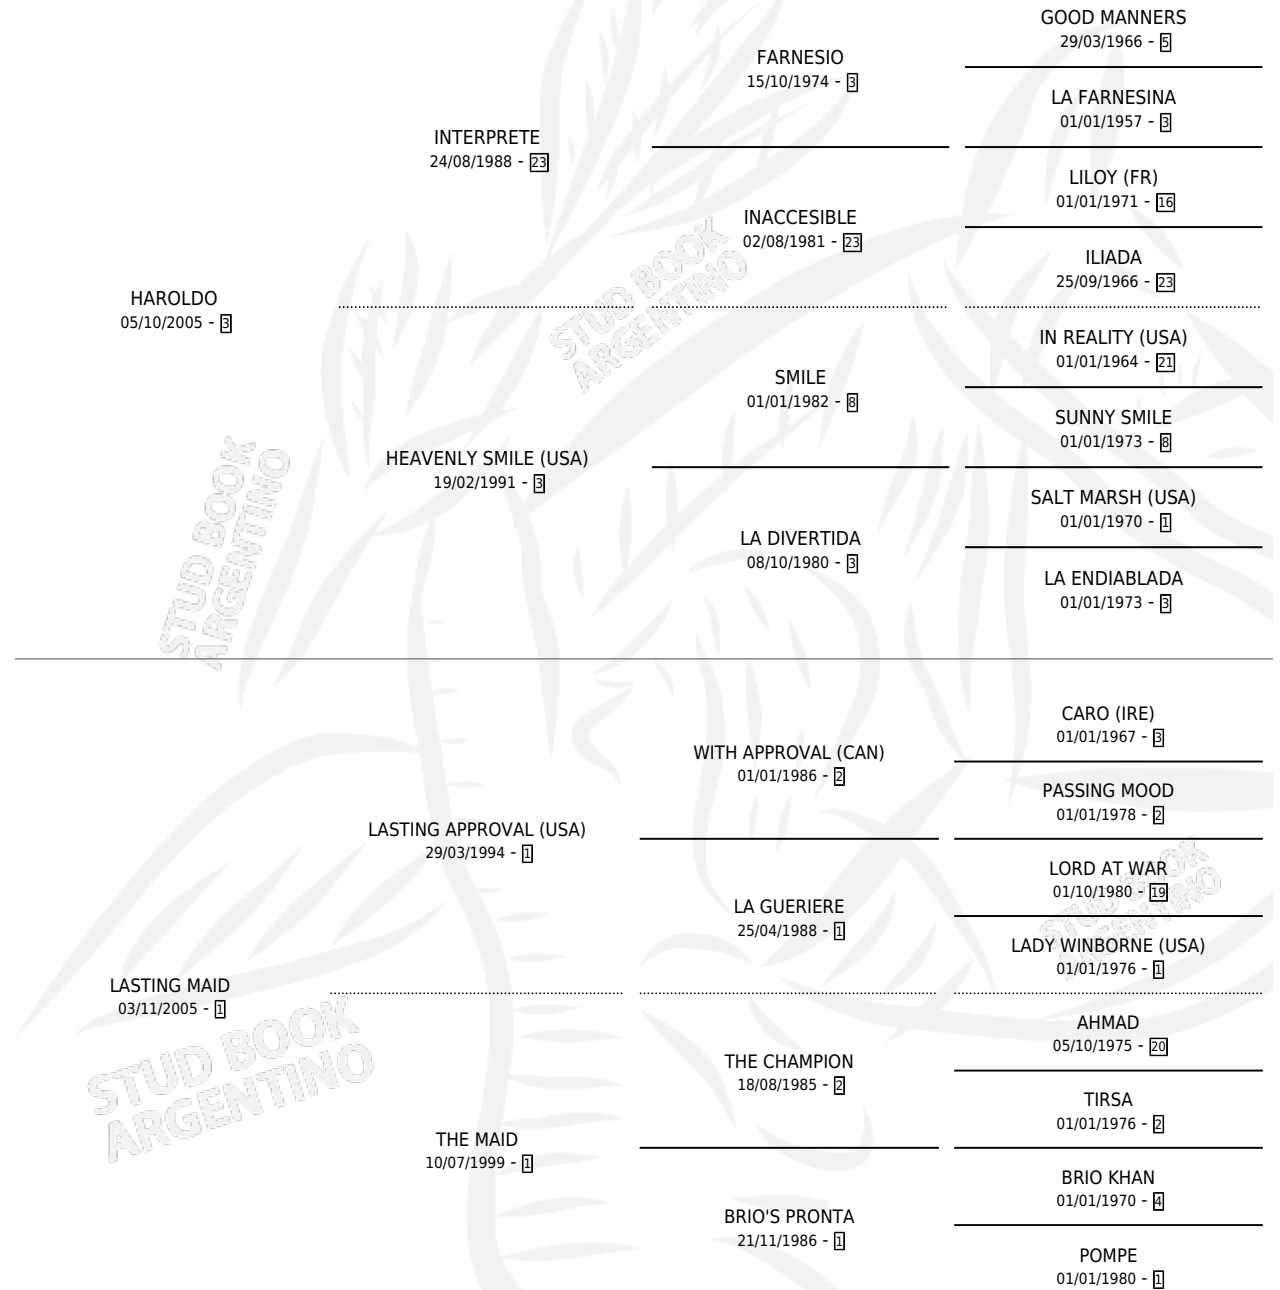 GOOD MANNERS
29/03/1966 - 5
FARNESIO
15/10/1974 - 3
LA FARNESINA
01/01/1957 - 3
INTERPRETE
24/08/1988 - 23
LILOY (FR)
01/01/1971 - 16
INACCESIBLE
02/08/1981 - 23
ILIADA
25/09/1966 - 23
HAROLDO
05/10/2005 - 3
IN REALITY (USA)
01/01/1964 - 21
SMILE
01/01/1982 - 8
SUNNY SMILE
01/01/1973 - 8
HEAVENLY SMILE (USA)
19/02/1991 - 3
SALT MARSH (USA)
01/01/1970 - 1
LA DIVERTIDA
08/10/1980 - 3
LA ENDIABLADA
01/01/1973 - 3
STUD BOOK
ARGENTINO
STUD BOOK
ARGENTINO
CARO (IRE)
01/01/1967 - 3
WITH APPROVAL (CAN)
01/01/1986 - 2
PASSING MOOD
01/01/1978 - 2
LASTING APPROVAL (USA)
29/03/1994 - 1
LORD AT WAR
01/10/1980 - 19
LA GUERIERE
25/04/1988 - 1
LADY WINBORNE (USA)
01/01/1976 - 1
LASTING MAID
03/11/2005 - 1
AHMAD
05/10/1975 - 20
THE CHAMPION
18/08/1985 - 2
TIRSA
01/01/1976 - 2
THE MAID
10/07/1999 - 1
BRIO KHAN
01/01/1970 - 4
BRIO'S PRONTA
21/11/1986 - 1
POMPE
01/01/1980 - 1
STUD BOOK
ARGENTINO
STUD BOOK
ARGENTINO